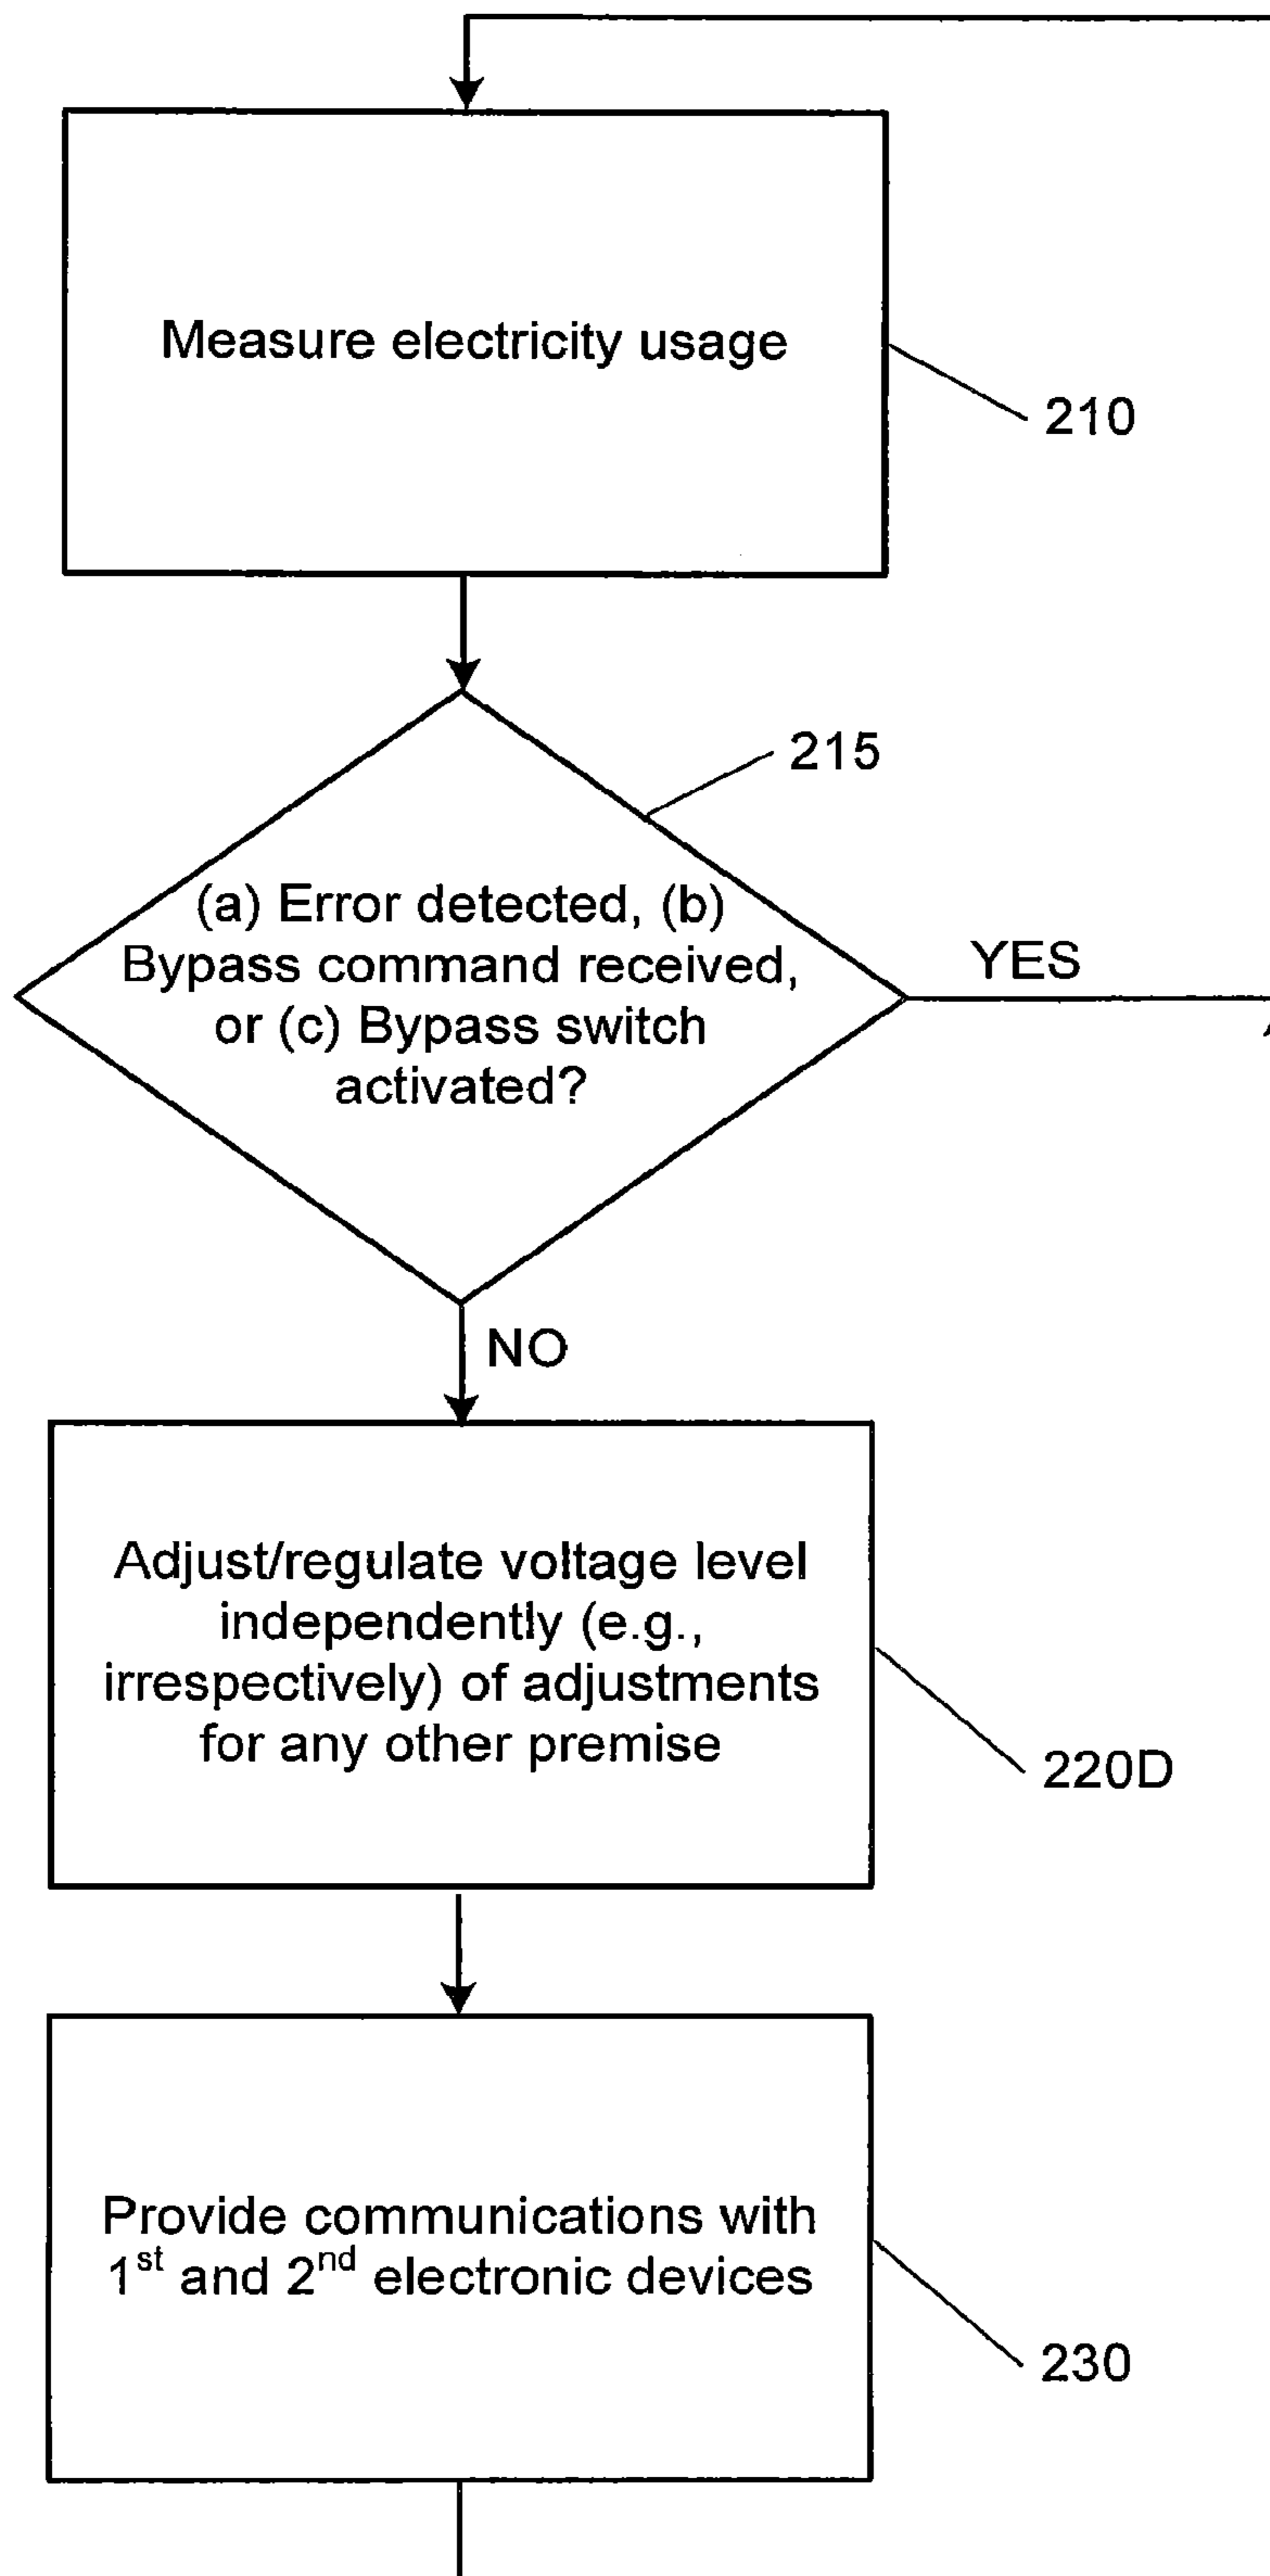 Measure electricity usage
210
215
(a) Error detected, (b)
Bypass command received,
or (c) Bypass switch
activated?
YES
NO
Adjust/regulate voltage level
independently (e.g.,
irrespectively) of adjustments
for any other premise
220D
Provide communications with
1st and 2nd electronic devices
230